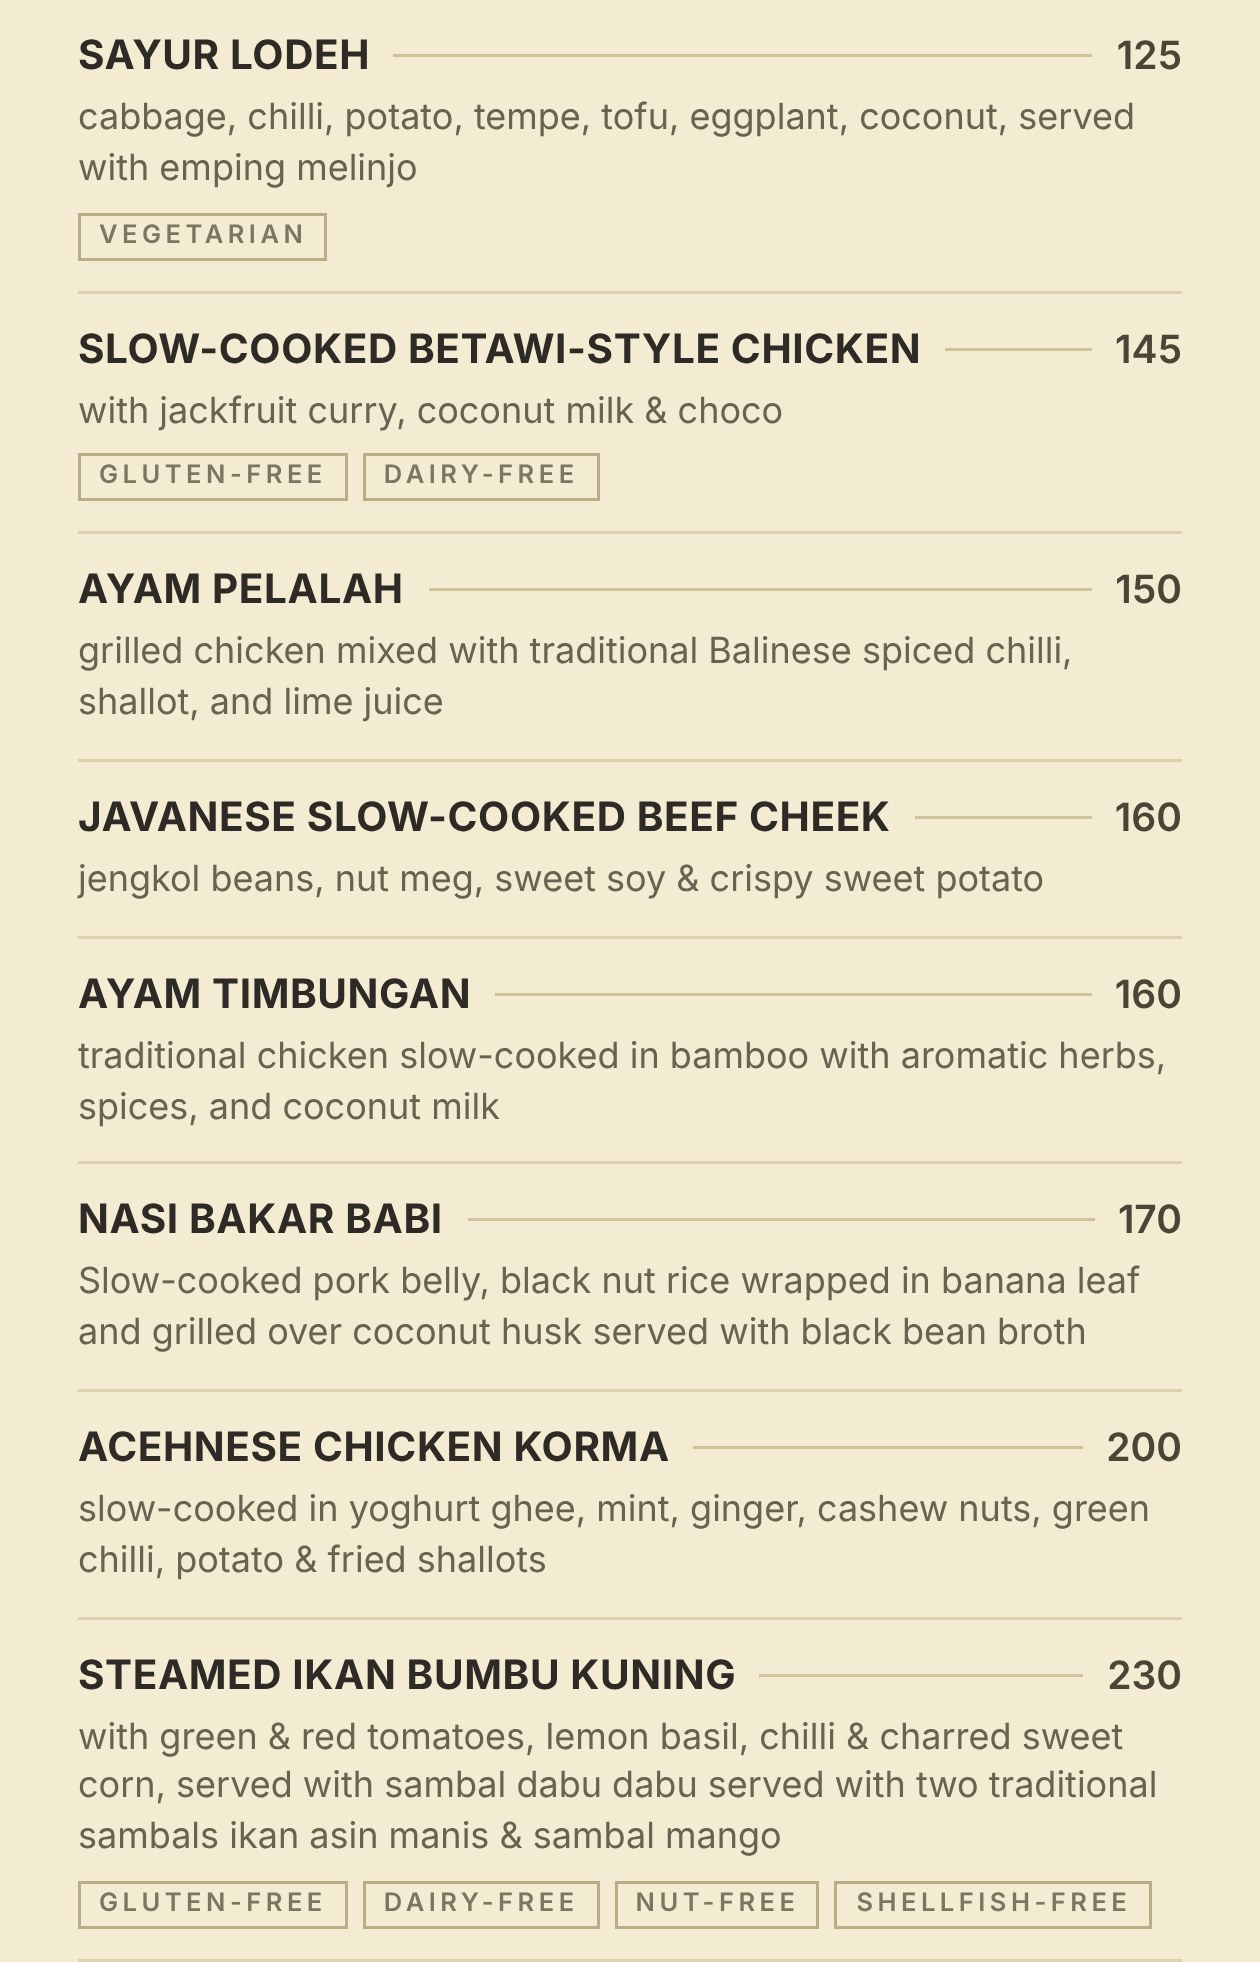 SAYUR LODEH 125
cabbage, chilli, potato, tempe, tofu, eggplant, coconut, served
with emping melinjo
VEGETARIAN
SLOW-COOKED BETAWI-STYLE CHICKEN 145
with jackfruit curry, coconut milk & choco
GLUTEN-FREE DAIRY-FREE
AYAM PELALAH 150
grilled chicken mixed with traditional Balinese spiced chilli,
shallot, and lime juice
JAVANESE SLOW-COOKED BEEF CHEEK 160
jengkol beans, nut meg, sweet soy & crispy sweet potato
AYAM TIMBUNGAN 160
traditional chicken slow-cooked in bamboo with aromatic herbs,
spices, and coconut milk
NASI BAKAR BABI 170
Slow-cooked pork belly, black nut rice wrapped in banana leaf
and grilled over coconut husk served with black bean broth
ACEHNESE CHICKEN KORMA 200
slow-cooked in yoghurt ghee, mint, ginger, cashew nuts, green
chilli, potato & fried shallots
STEAMED IKAN BUMBU KUNING 230
with green & red tomatoes, lemon basil, chilli & charred sweet
corn, served with sambal dabu dabu served with two traditional
sambals ikan asin manis & sambal mango
GLUTEN-FREE DAIRY-FREE NUT-FREE SHELLFISH-FREE